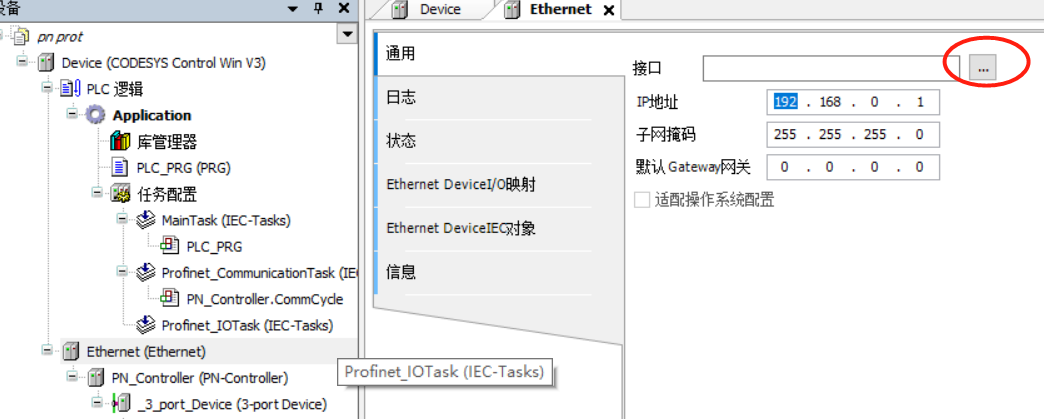 设备
pn prot
Device (CODESYS Control Win V3)
PLC 逻辑
Application
库管理器
PLC_PRG (PRG)
任务配置
MainTask (IEC-Tasks)
PLC_PRG
Profinet_CommunicationTask (IE
PN_Controller.CommCycle
Profinet_IOTask (IEC-Tasks)
Ethernet (Ethernet)
PN_Controller (PN-Controller)
_3_port_Device (3-port Device)
Profinet_IOTask (IEC-Tasks)
Device
Ethernet
通用
日志
状态
Ethernet DeviceI/O映射
Ethernet DeviceIEC对象
信息
接口 ...
IP地址 192 . 168 . 0 . 1
子网掩码 255 . 255 . 255 . 0
默认Gateway网关 0 . 0 . 0 . 0
适配操作系统配置